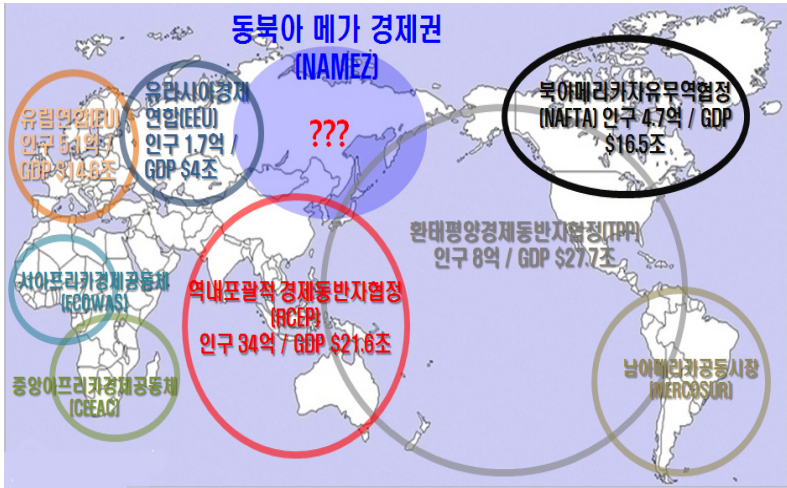 동북아 메가 경제권
(NAMEZ)
???
유럽연합(EU)
인구 5.1억 /
GDP $14.6조
유라시아경제
연합(EEU)
인구 1.7억 /
GDP $4조
북아메리카자유무역협정
(NAFTA) 인구 4.7억 / GDP
$16.5조
환태평양경제동반자협정(TPP)
인구 8억 / GDP $27.7조
서아프리카경제공동체
(ECOWAS)
역내포괄적 경제동반자협정
(RCEP)
인구 34억 / GDP $21.6조
중앙아프리카경제공동체
(CEEAC)
남아메리카공동시장
(MERCOSUR)